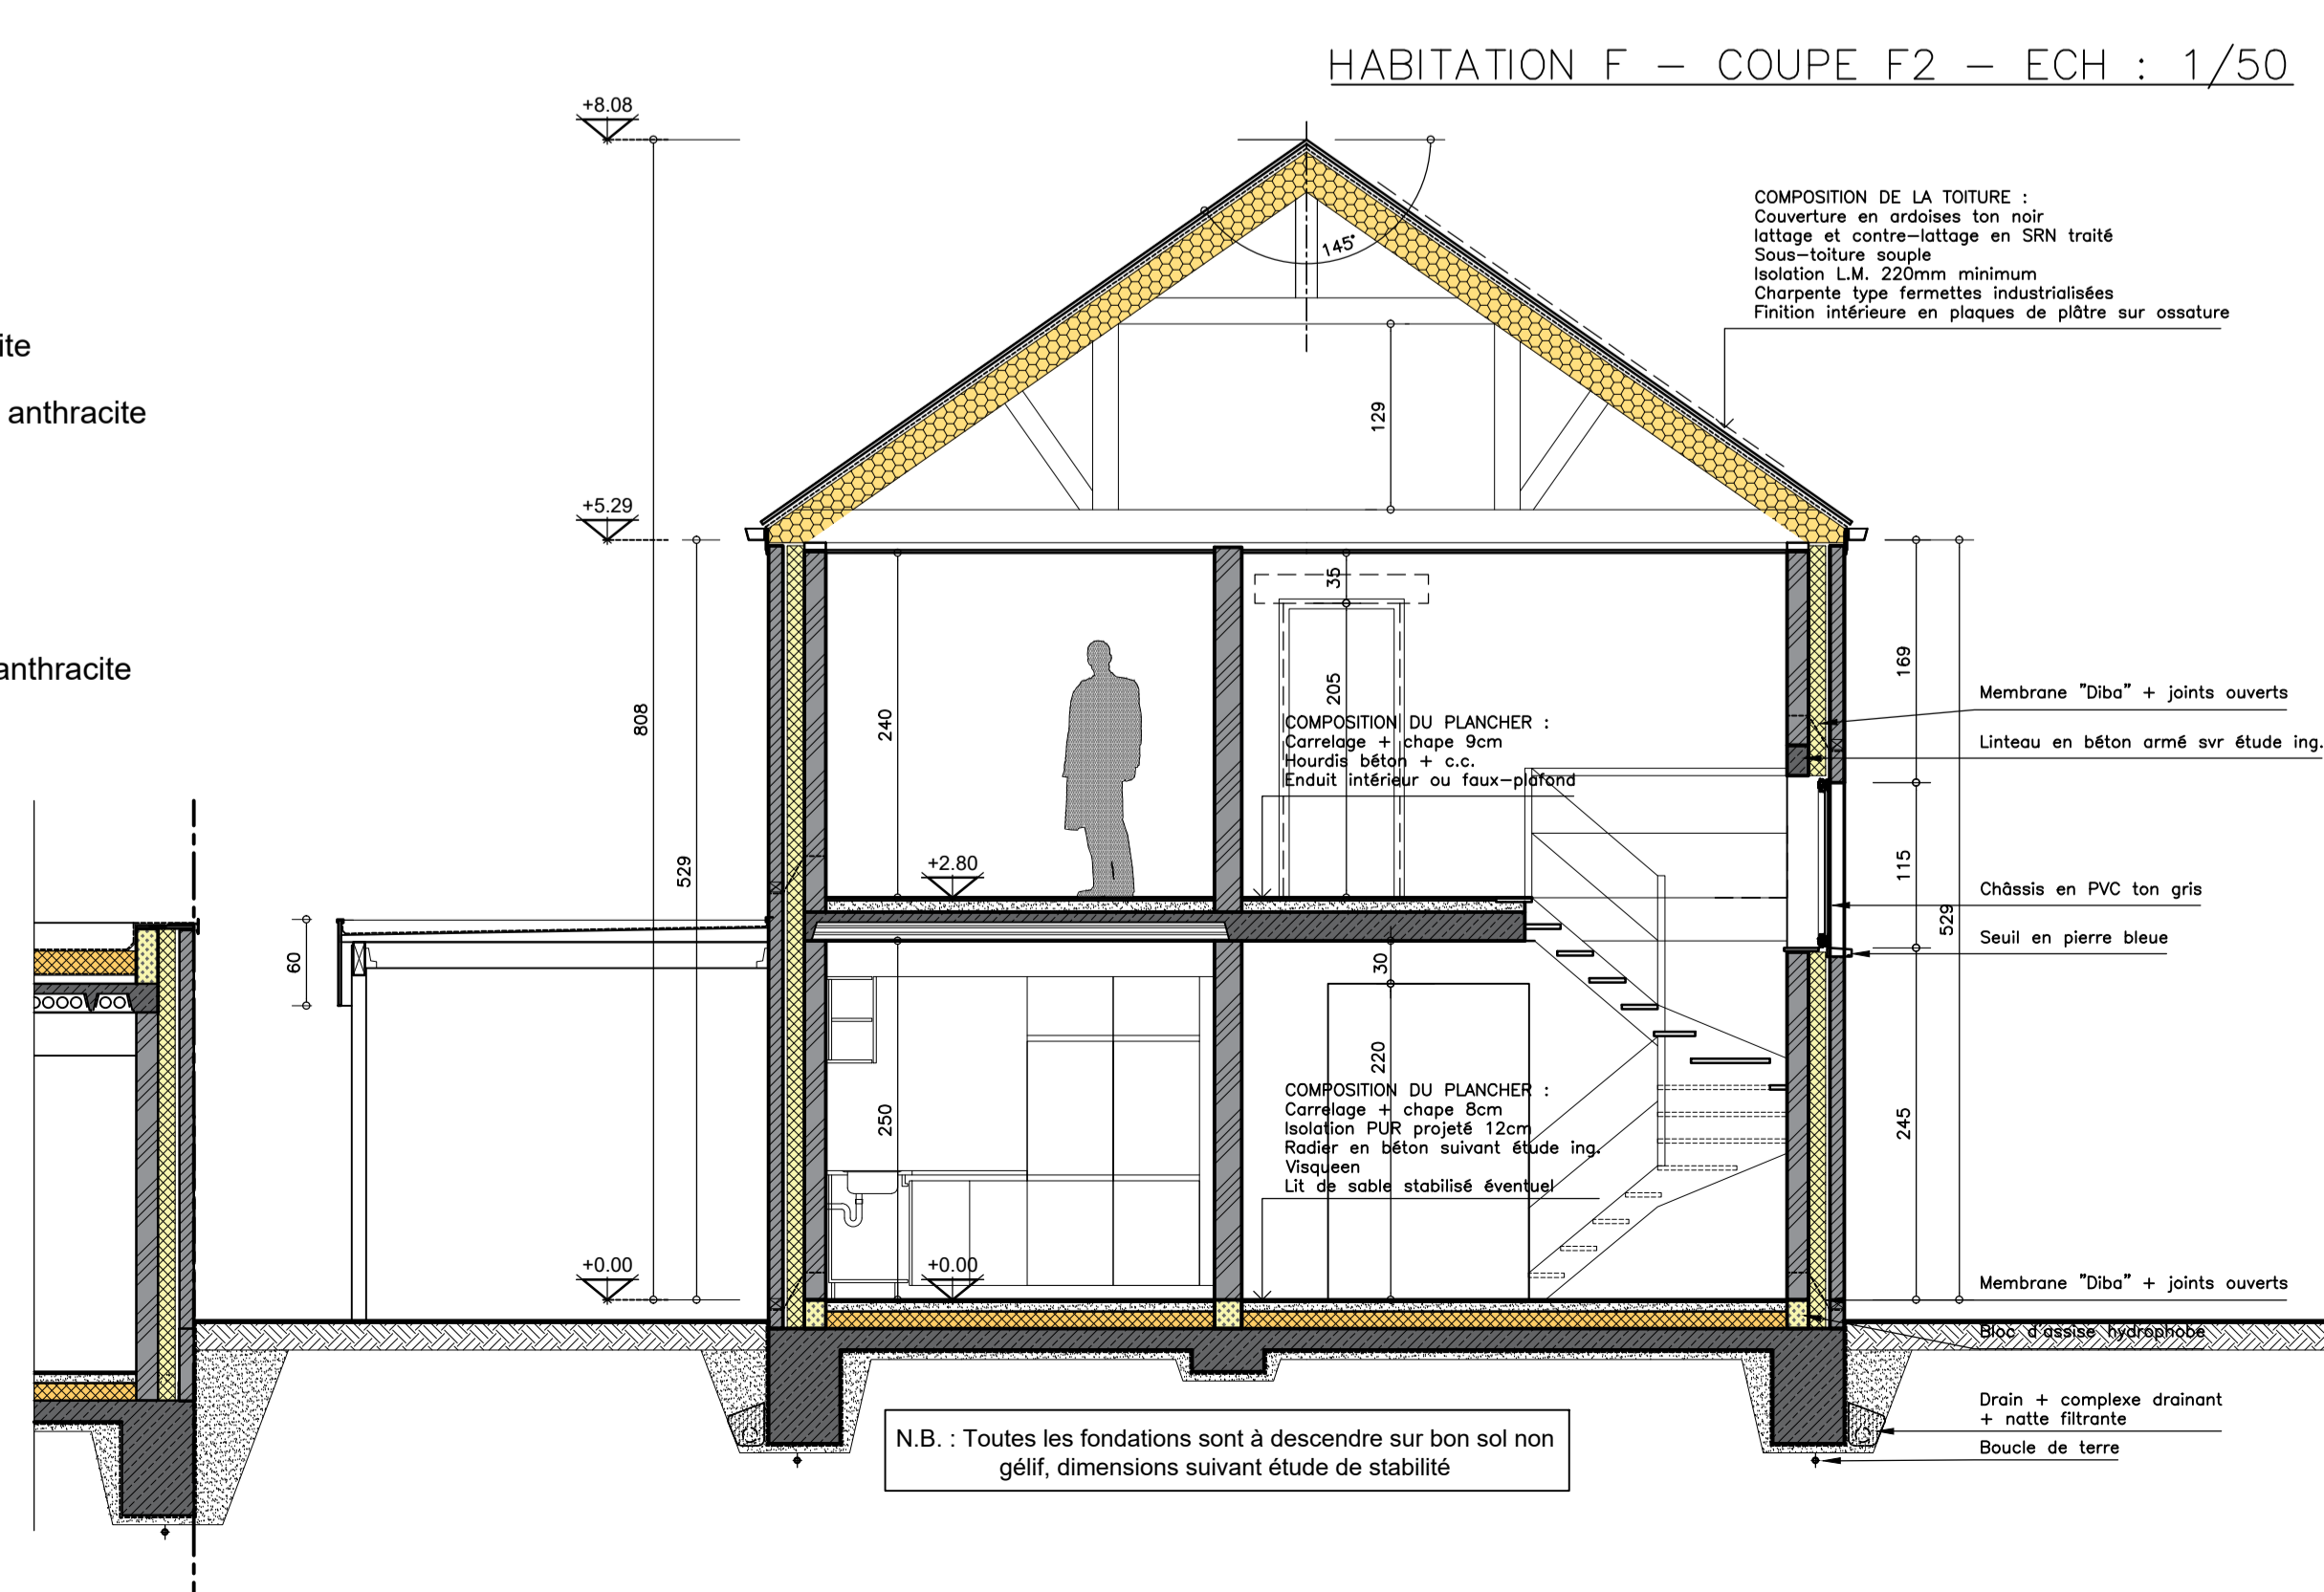 HABITATION F – COUPE F2 – ECH : 1/50
+8.08
COMPOSITION DE LA TOITURE :
Couverture en ardoises ton noir
lattage et contre-lattage en SRN traité
Sous-toiture souple
Isolation L.M. 220mm minimum
Charpente type fermettes industrialisées
Finition intérieure en plaques de plâtre sur ossature
145°
anthracite
129
+5.29
35
anthracite
169
205
240
808
Membrane "Diba" + joints ouverts
Linteau en béton armé svr étude ing.
COMPOSITION DU PLANCHER :
Carrelage + chape 9cm
Hourdis béton + c.c.
Enduit intérieur ou faux-plafond
529
+2.80
115
529
Châssis en PVC ton gris
Seuil en pierre bleue
60
30
220
250
245
COMPOSITION DU PLANCHER :
Carrelage + chape 8cm
Isolation PUR projeté 12cm
Radier en béton suivant étude ing.
Visqueen
Lit de sable stabilisé éventuel
+0.00
+0.00
Membrane "Diba" + joints ouverts
Bloc d'assise hydrophobe
Drain + complexe drainant
+ natte filtrante
Boucle de terre
N.B. : Toutes les fondations sont à descendre sur bon sol non
gélif, dimensions suivant étude de stabilité